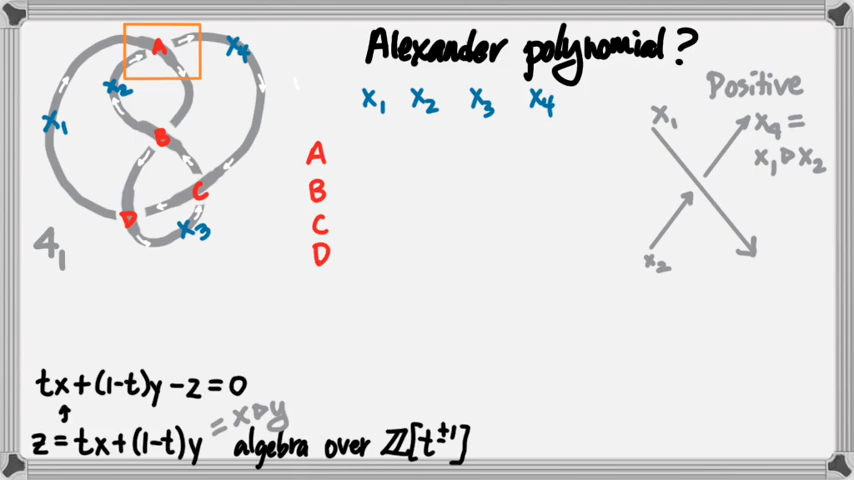 Alexander polynomial?
x₁ x₂ x₃ x₄
A
B
C
D
A
B
C
D
x₁
x₂
x₃
x₄
4₁
Positive
x₁
x₄ =
x₁ ▷ x₂
x₂
tx + (1-t)y - z = 0
z = tx + (1-t)y = x ▷ y
algebra over ℤ[t^±1]